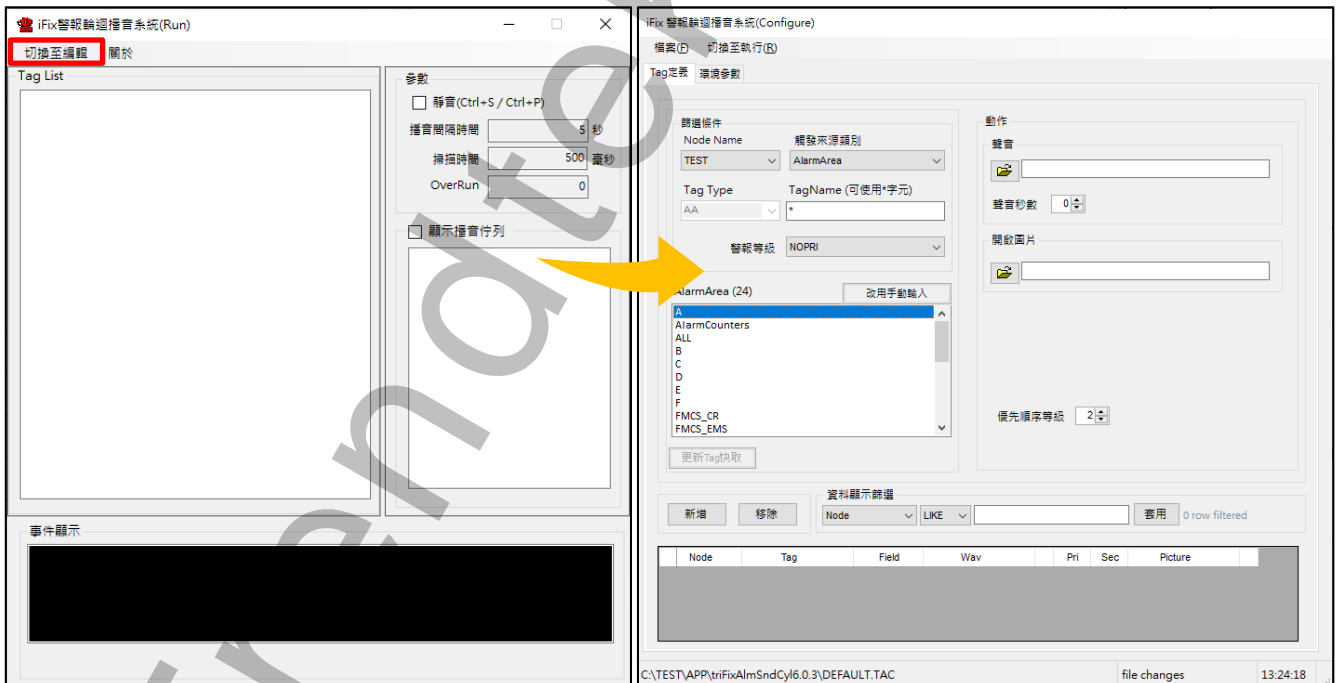 iFix警報輪迴播音系統(Run)
切換至編輯 關於
Tag List
參數
靜音(Ctrl+S / Ctrl+P)
播音間隔時間 5 秒
掃描時間 500 毫秒
OverRun 0
顯示播音佇列
事件顯示
iFix 警報輪迴播音系統(Configure)
檔案(F) 切換至執行(R)
Tag定義 環境參數
篩選條件
Node Name 觸發來源類別
TEST AlarmArea
Tag Type TagName (可使用*字元)
AA *
警報等級 NOPRI
AlarmArea (24) 改用手動輸入
A
AlarmCounters
ALL
B
C
D
E
F
FMCS_CR
FMCS_EMS
更新Tag快取
動作
聲音
聲音秒數 0
開啟圖片
優先順序等級 2
新增 移除
資料顯示篩選
Node LIKE 套用 0 row filtered
Node Tag Field Wav Pri Sec Picture
C:\TEST\APP\triFixAlmSndCyl6.0.3\DEFAULT.TAC file changes 13:24:18
Trendtek